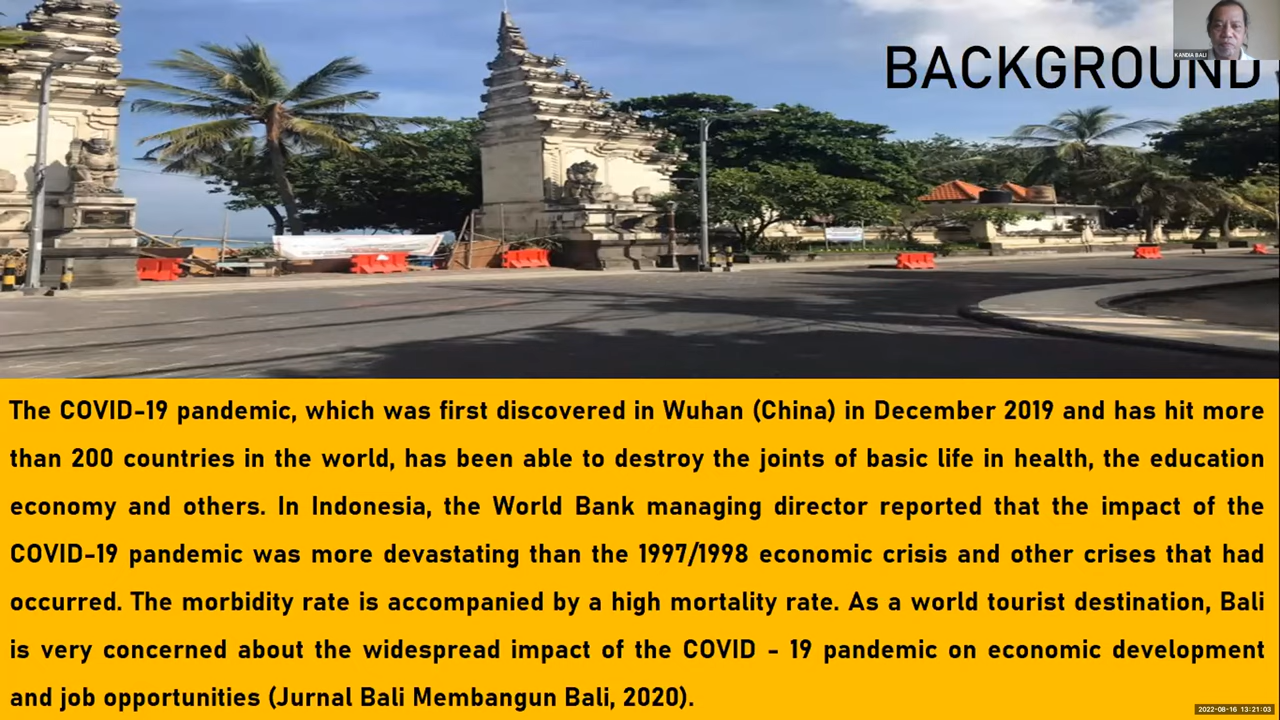 BACKGROUND
KANDIA BALI
The COVID-19 pandemic, which was first discovered in Wuhan (China) in December 2019 and has hit more
than 200 countries in the world, has been able to destroy the joints of basic life in health, the education
economy and others. In Indonesia, the World Bank managing director reported that the impact of the
COVID-19 pandemic was more devastating than the 1997/1998 economic crisis and other crises that had
occurred. The morbidity rate is accompanied by a high mortality rate. As a world tourist destination, Bali
is very concerned about the widespread impact of the COVID - 19 pandemic on economic development
and job opportunities (Jurnal Bali Membangun Bali, 2020).
2022-08-16 13:21:03